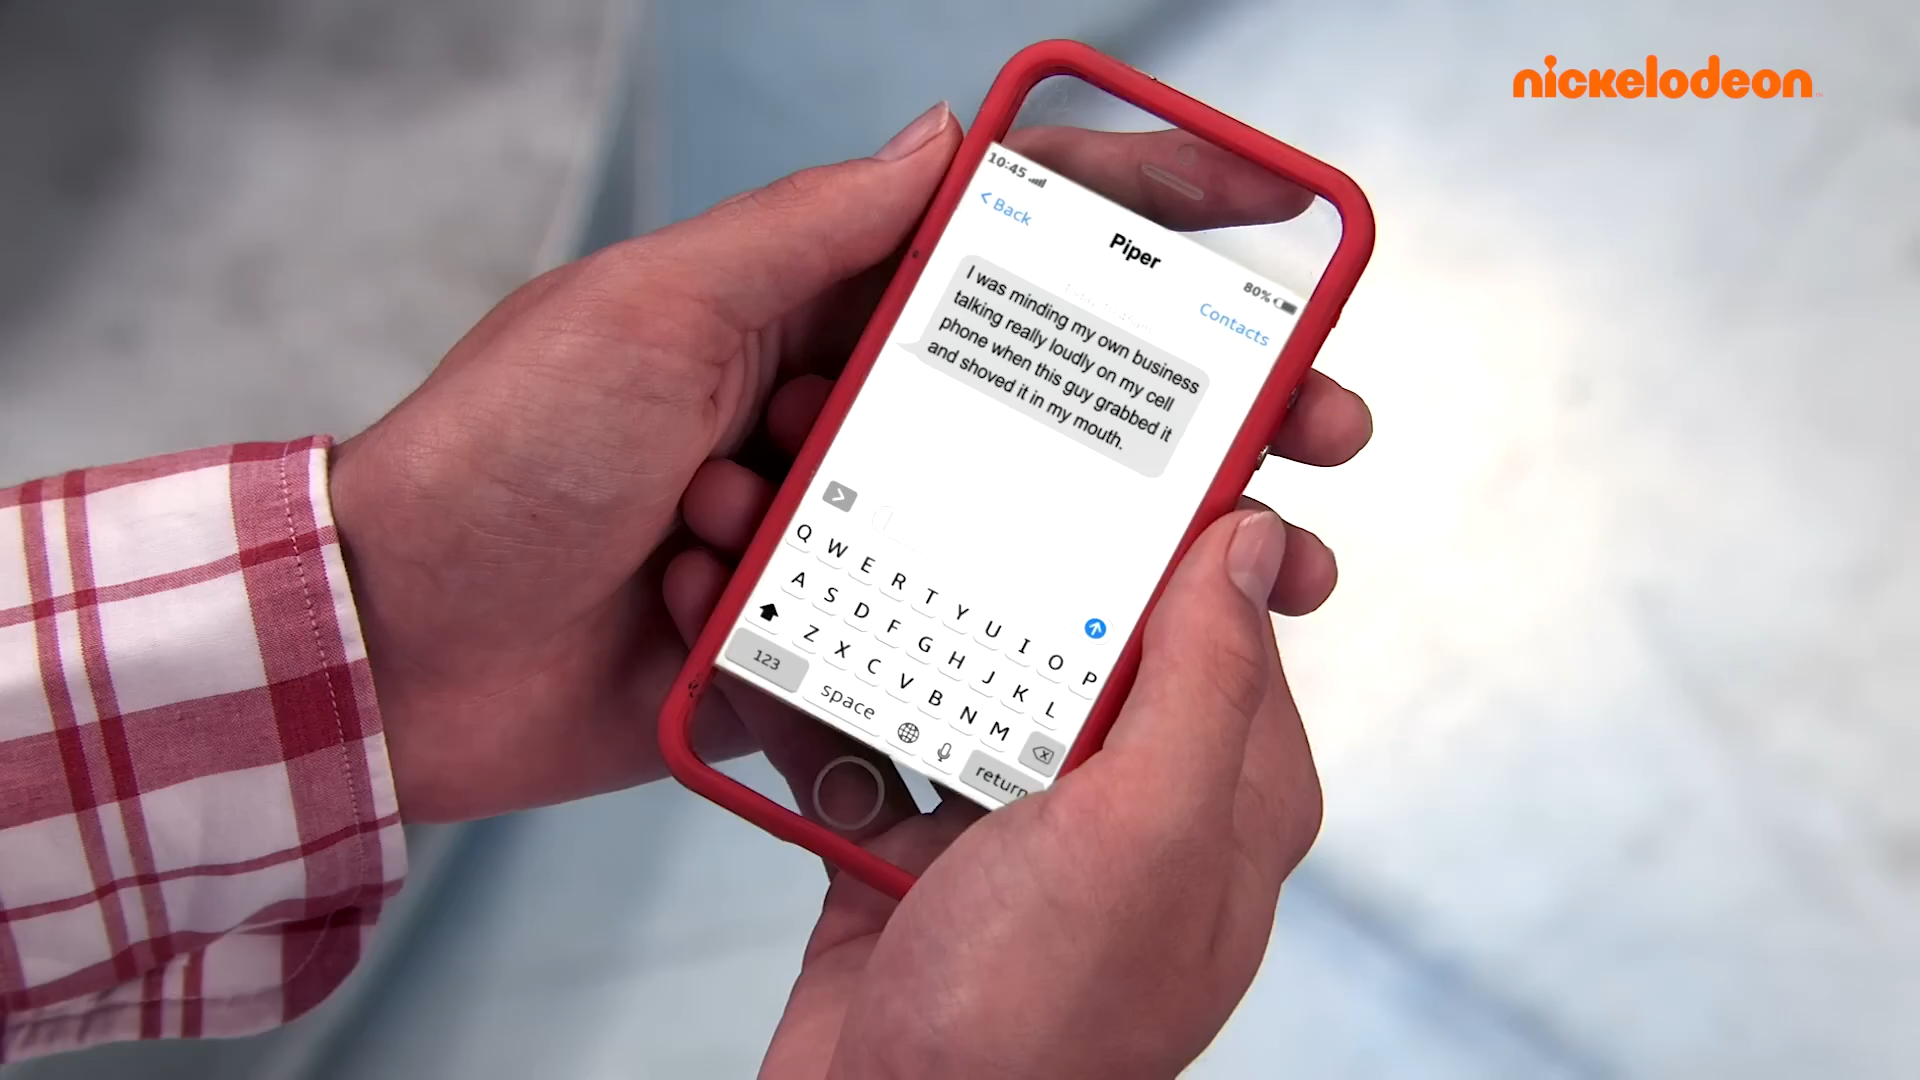 nickelodeon
10:45
80%
< Back
Piper
Contacts
I was minding my own business
talking really loudly on my cell
phone when this guy grabbed it
and shoved it in my mouth.
>
Q W E R T Y U I O P
A S D F G H J K L
Z X C V B N M
123
space
return